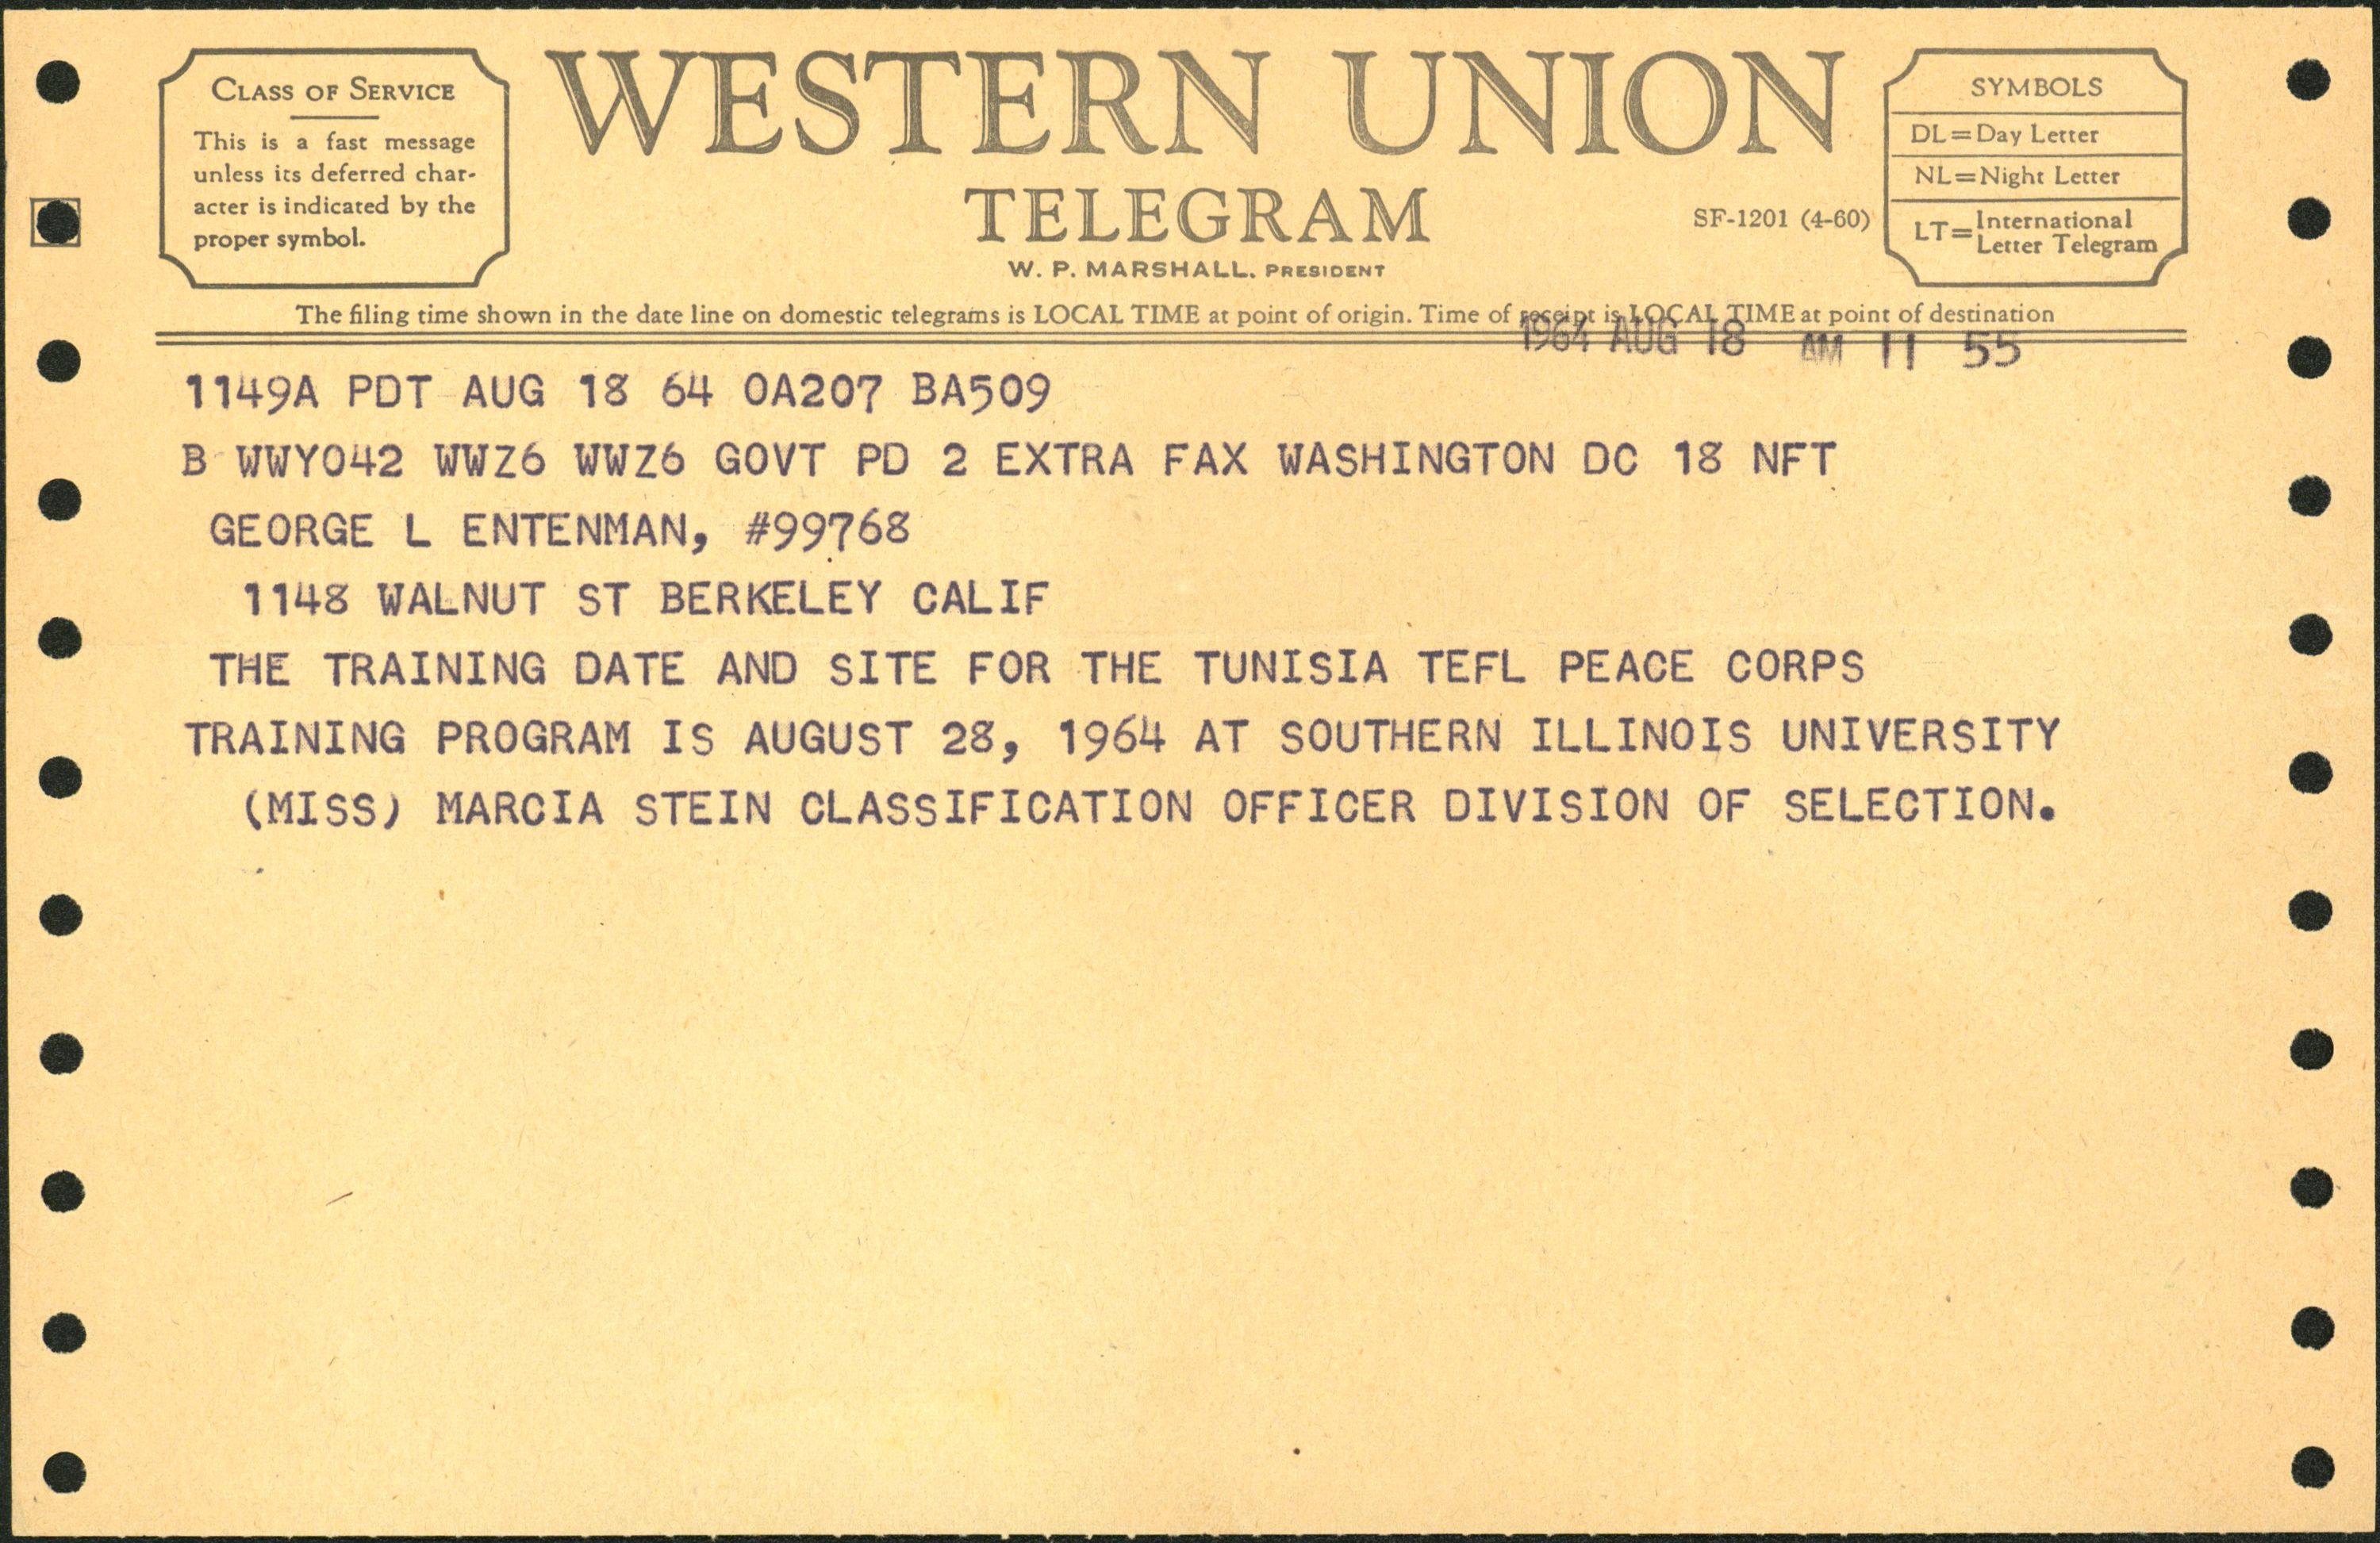 CLASS OF SERVICE
This is a fast message
unless its deferred char-
acter is indicated by the
proper symbol.
WESTERN UNION
TELEGRAM
W. P. MARSHALL, PRESIDENT
SF-1201 (4-60)
SYMBOLS
DL=Day Letter
NL=Night Letter
LT=International
Letter Telegram
The filing time shown in the date line on domestic telegrams is LOCAL TIME at point of origin. Time of receipt is LOCAL TIME at point of destination
1964 AUG 18 AM 11 55
1149A PDT AUG 18 64 OA207 BA509
B WWY042 WWZ6 WWZ6 GOVT PD 2 EXTRA FAX WASHINGTON DC 18 NFT
GEORGE L ENTENMAN, #99768
1148 WALNUT ST BERKELEY CALIF
THE TRAINING DATE AND SITE FOR THE TUNISIA TEFL PEACE CORPS
TRAINING PROGRAM IS AUGUST 28, 1964 AT SOUTHERN ILLINOIS UNIVERSITY
(MISS) MARCIA STEIN CLASSIFICATION OFFICER DIVISION OF SELECTION.